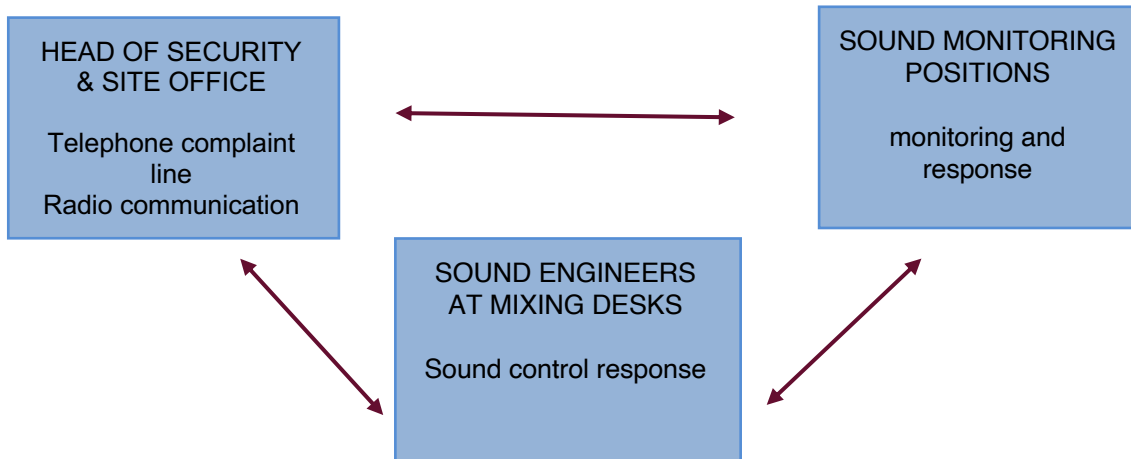 HEAD OF SECURITY
& SITE OFFICE
Telephone complaint
line
Radio communication
SOUND MONITORING
POSITIONS
monitoring and
response
SOUND ENGINEERS
AT MIXING DESKS
Sound control response